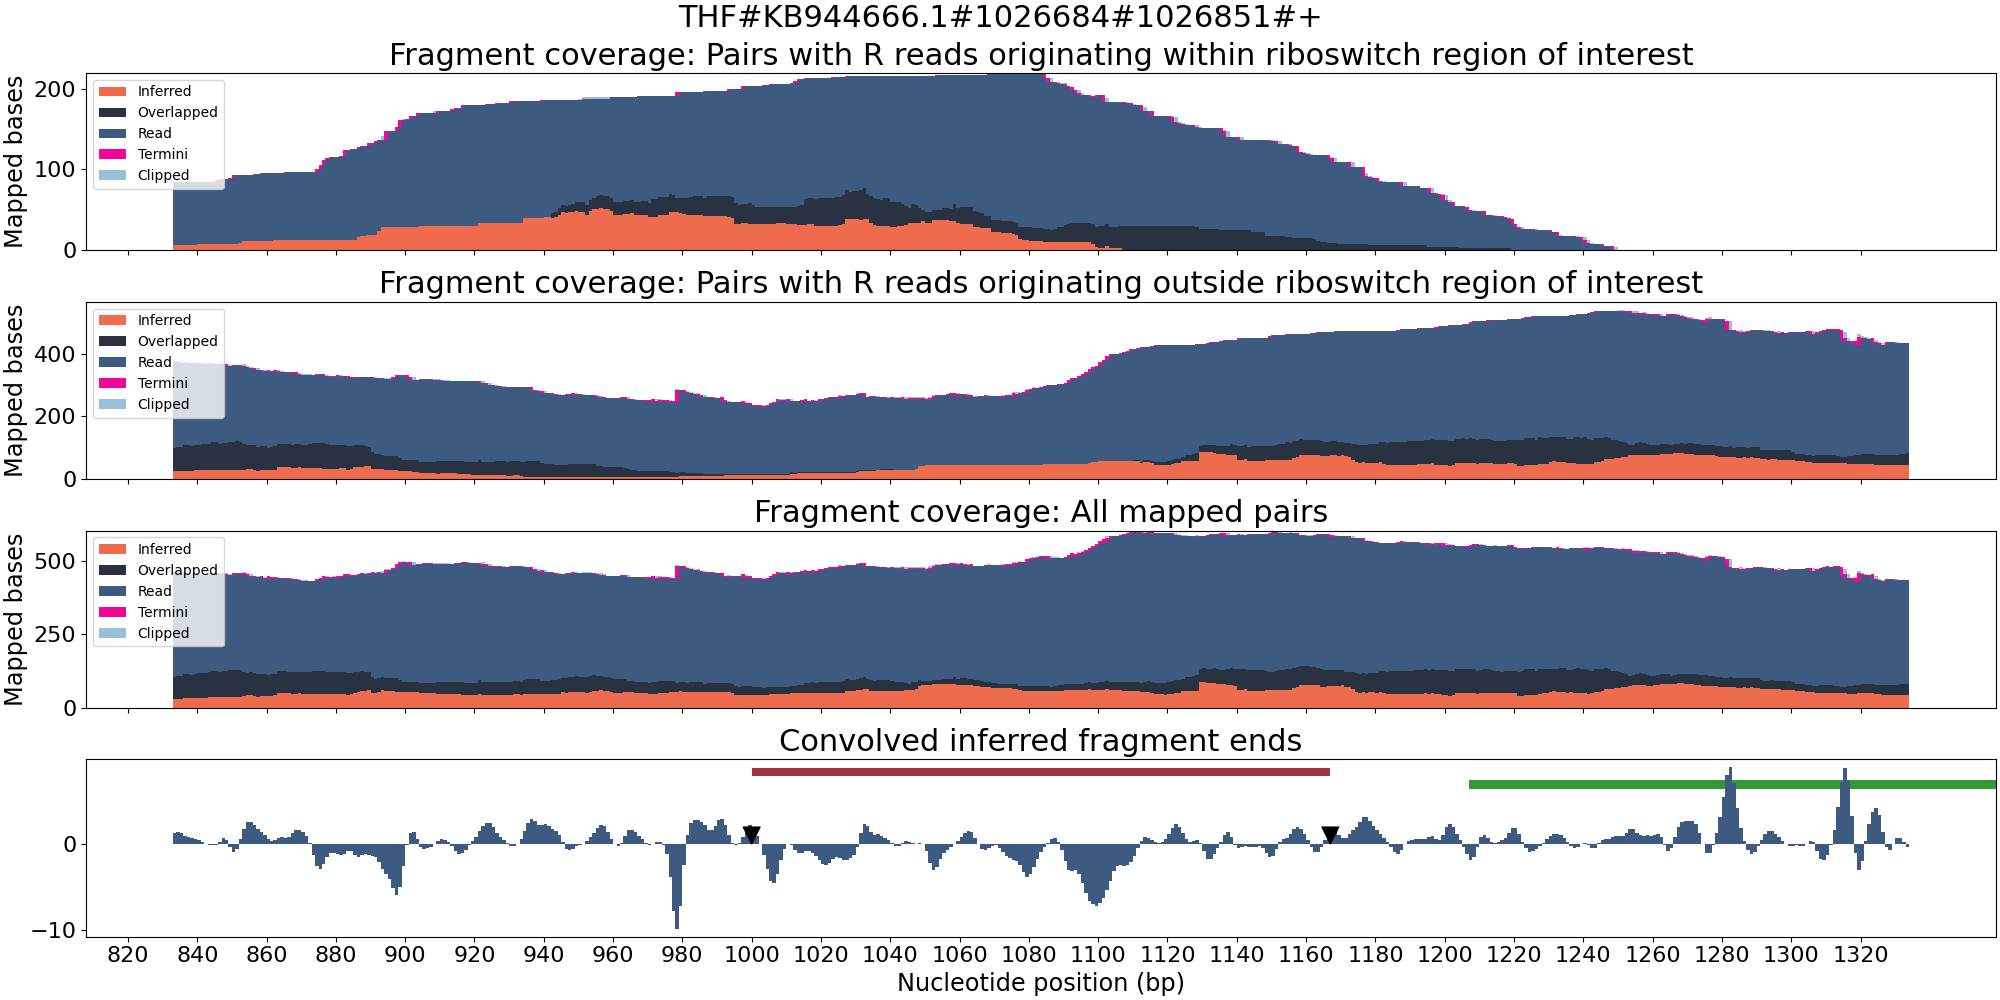 THF#KB944666.1#1026684#1026851#+
Fragment coverage: Pairs with R reads originating within riboswitch region of interest
Mapped bases
200
100
0
Inferred
Overlapped
Read
Termini
Clipped
Fragment coverage: Pairs with R reads originating outside riboswitch region of interest
Mapped bases
400
200
0
Inferred
Overlapped
Read
Termini
Clipped
Fragment coverage: All mapped pairs
Mapped bases
500
250
0
Inferred
Overlapped
Read
Termini
Clipped
Convolved inferred fragment ends
0
−10
820 840 860 880 900 920 940 960 980 1000 1020 1040 1060 1080 1100 1120 1140 1160 1180 1200 1220 1240 1260 1280 1300 1320
Nucleotide position (bp)